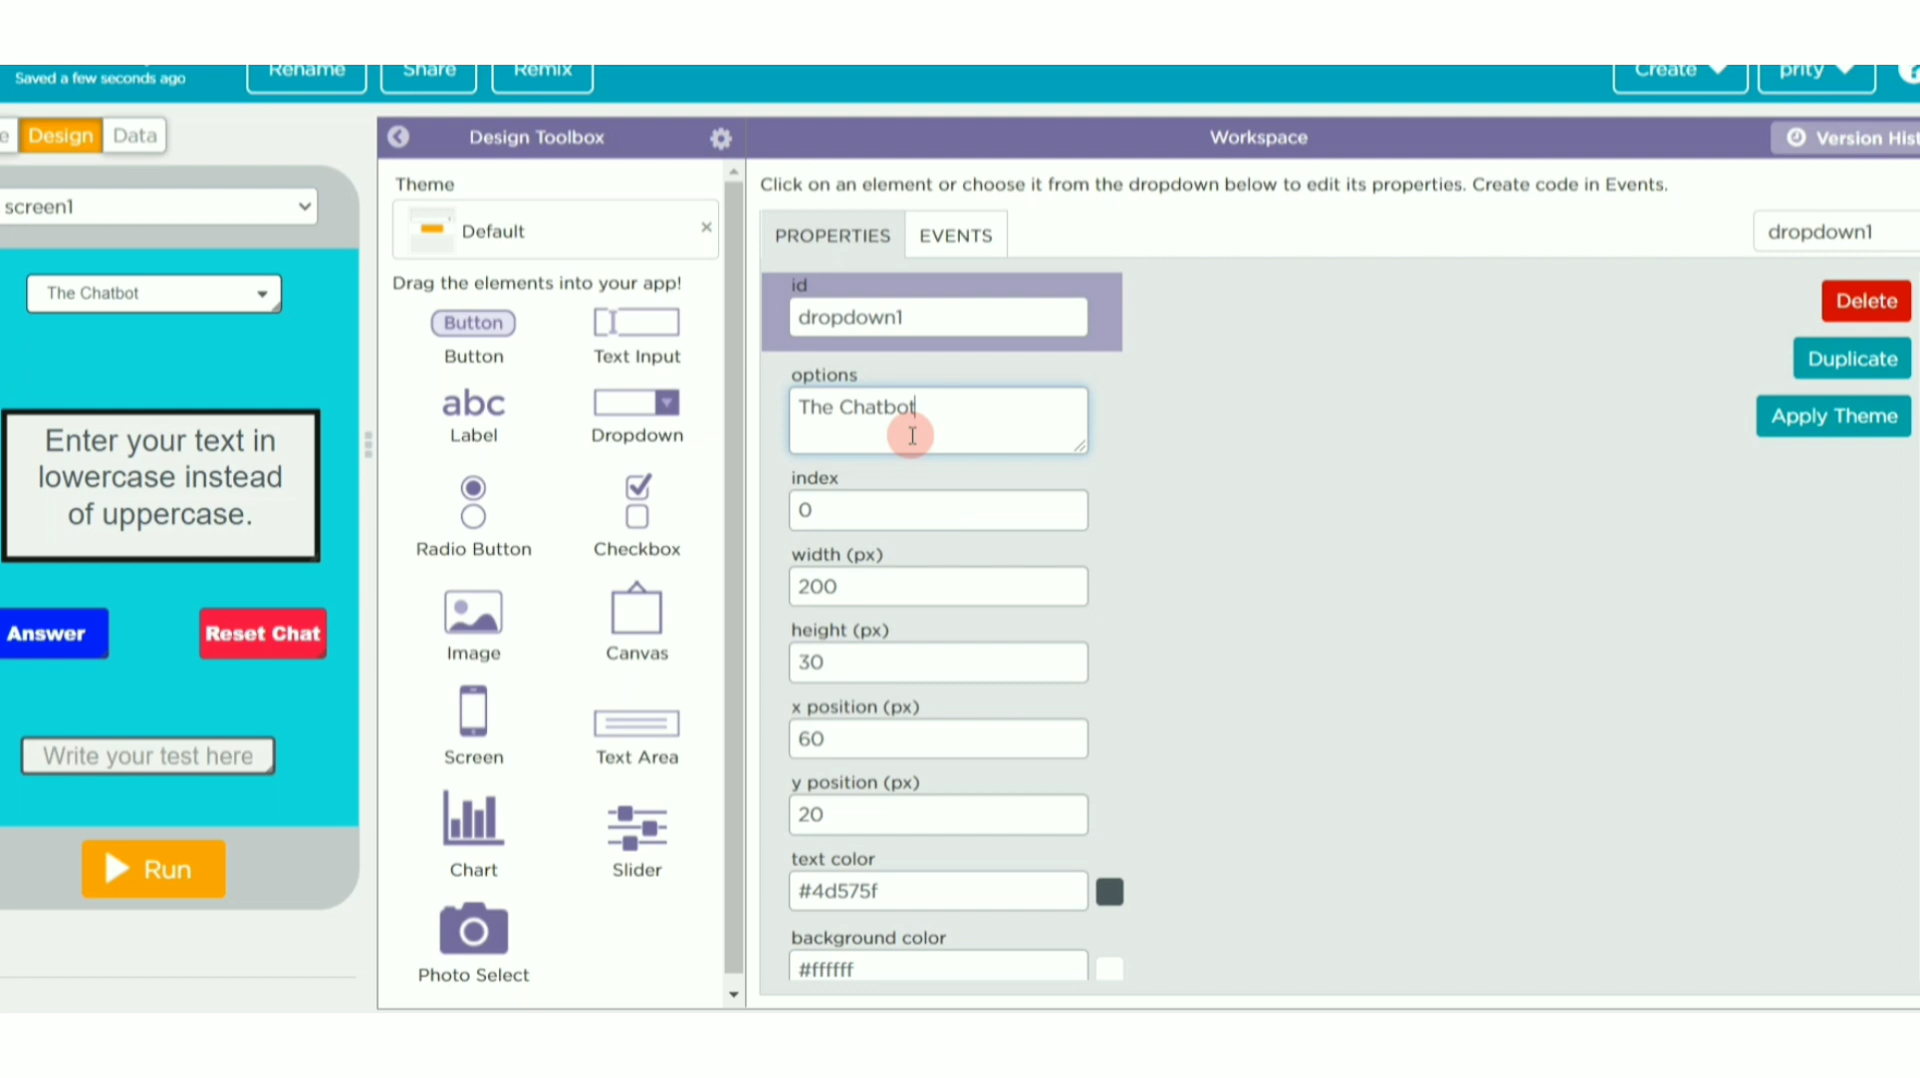 Saved a few seconds ago
Rename
Share
Remix
Create
prity
e
Design
Data
Design Toolbox
Workspace
Version Hist
screen1
The Chatbot
Enter your text in
lowercase instead
of uppercase.
Answer
Reset Chat
Write your test here
Run
Theme
Default
Drag the elements into your app!
Button
Button
Text Input
abc
Label
Dropdown
Radio Button
Checkbox
Image
Canvas
Screen
Text Area
Chart
Slider
Photo Select
Click on an element or choose it from the dropdown below to edit its properties. Create code in Events.
PROPERTIES
EVENTS
dropdown1
id
dropdown1
options
The Chatbot
index
0
width (px)
200
height (px)
30
x position (px)
60
y position (px)
20
text color
#4d575f
background color
#ffffff
Delete
Duplicate
Apply Theme